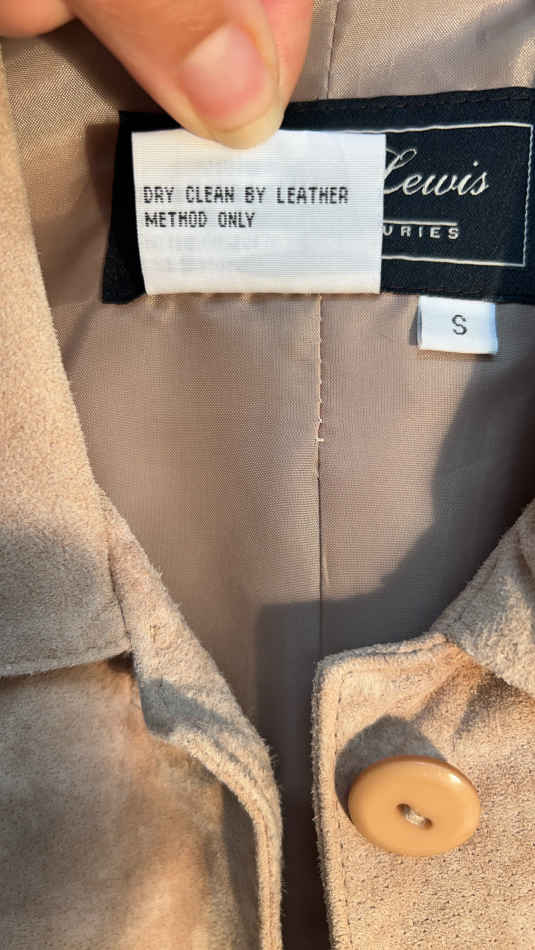 DRY CLEAN BY LEATHER
METHOD ONLY
Lewis
URIES
S